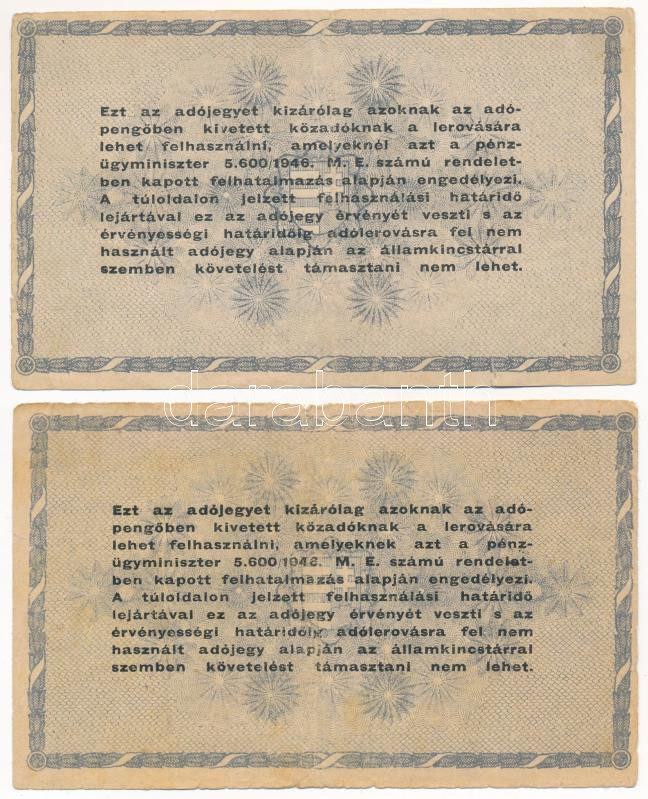 Ezt az adójegyet kizárólag azoknak az adó-
pengőben kivetett közadóknak a lerovására
lehet felhasználni, amelyeknél azt a pénz-
ügyminiszter 5.600/1946. M. E. számú rendelet-
ben kapott felhatalmazás alapján engedélyezi.
A túloldalon jelzett felhasználási határidő
lejártával ez az adójegy érvényét veszti s az
érvényességi határidőig adólerovásra fel nem
használt adójegy alapján az államkincstárral
szemben követelést támasztani nem lehet.
darabanth
Ezt az adójegyet kizárólag azoknak az adó-
pengőben kivetett közadóknak a lerovására
lehet felhasználni, amelyeknek azt a pénz-
ügyminiszter 5.600/1946. M. E. számú rendelet-
ben kapott felhatalmazás alapján engedélyezi.
A túloldalon jelzett felhasználási határidő
lejártával ez az adójegy érvényét veszti s az
érvényességi határidőig adólerovásra fel nem
használt adójegy alapján az államkincstárral
szemben követelést támasztani nem lehet.